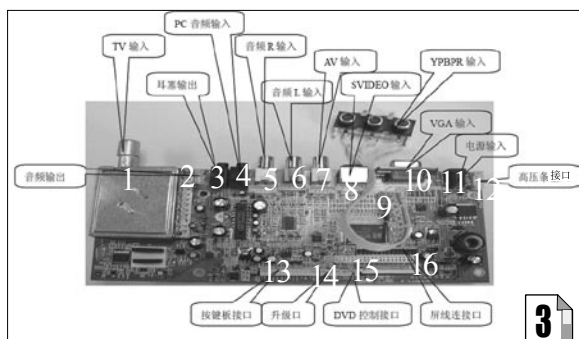 PC 音频输入
TV 输入
音频 R 输入
AV 输入
YPBPR 输入
耳塞输出
音频 L 输入
SVIDEO 输入
VGA 输入
电源输入
音频输出
高压条接口
1 2 3 4 5 6 7 8 9 10 11 12
13 14 15 16
按键板接口
升级口
DVD 控制接口
屏线连接口
3